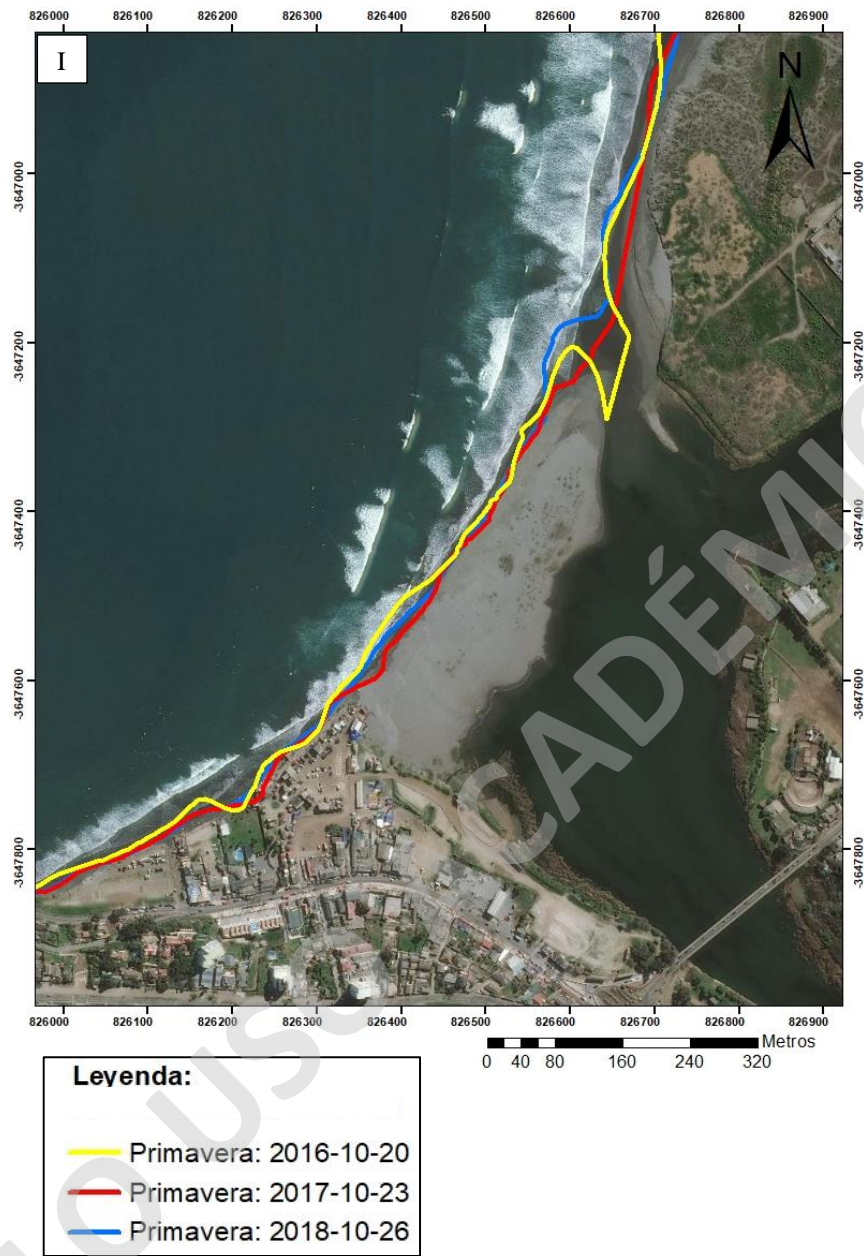 826000 826100 826200 826300 826400 826500 826600 826700 826800 826900
I
N
-3647000
-3647200
-3647400
-3647600
-3647800
-3647000
-3647200
-3647400
-3647600
-3647800
826000 826100 826200 826300 826400 826500 826600 826700 826800 826900
Metros
0 40 80 160 240 320
Leyenda:
Primavera: 2016-10-20
Primavera: 2017-10-23
Primavera: 2018-10-26
O USO ACADÉMIC